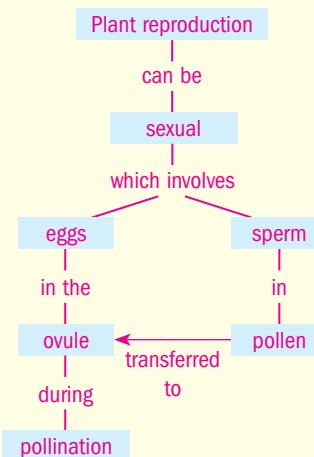 Plant reproduction
can be
sexual
which involves
eggs
sperm
in the
in
ovule
pollen
transferred
to
during
pollination